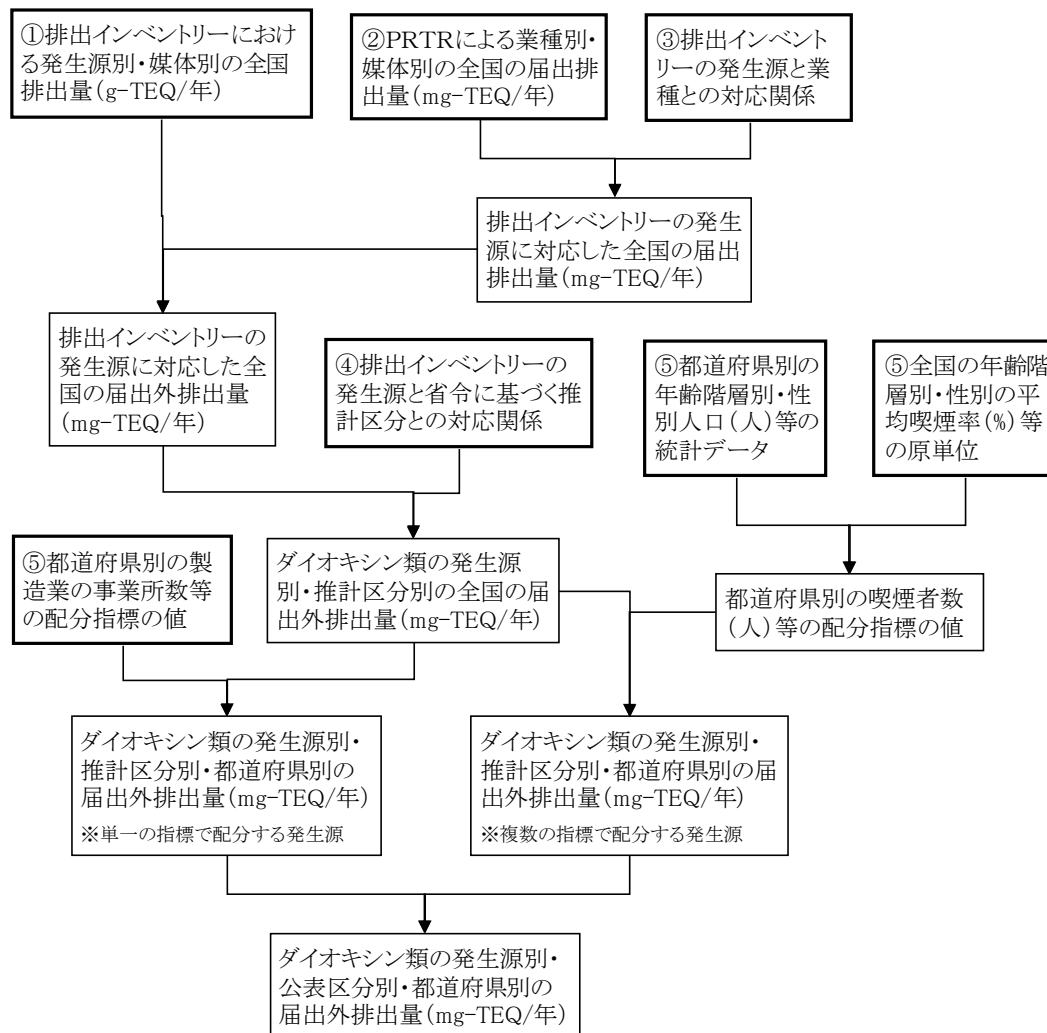 ①排出インベントリーにおけ
る発生源別・媒体別の全国
排出量(g-TEQ/年)
②PRTRによる業種別・
媒体別の全国の届出排
出量(mg-TEQ/年)
③排出インベント
リーの発生源と業
種との対応関係
排出インベントリーの発生
源に対応した全国の届出
排出量(mg-TEQ/年)
排出インベントリーの
発生源に対応した全
国の届出外排出量
(mg-TEQ/年)
④排出インベントリーの
発生源と省令に基づく推
計区分との対応関係
⑤都道府県別の
年齢階層別・性
別人口(人)等の
統計データ
⑤全国の年齢階
層別・性別の平
均喫煙率(%)等
の原単位
⑤都道府県別の製
造業の事業所数等
の配分指標の値
ダイオキシン類の発生源
別・推計区分別の全国の届
出外排出量(mg-TEQ/年)
都道府県別の喫煙者数
(人)等の配分指標の値
ダイオキシン類の発生源別・
推計区分別・都道府県別の
届出外排出量(mg-TEQ/年)
※単一の指標で配分する発生源
ダイオキシン類の発生源別・
推計区分別・都道府県別の届
出外排出量(mg-TEQ/年)
※複数の指標で配分する発生源
ダイオキシン類の発生源別・
公表区分別・都道府県別の
届出外排出量(mg-TEQ/年)